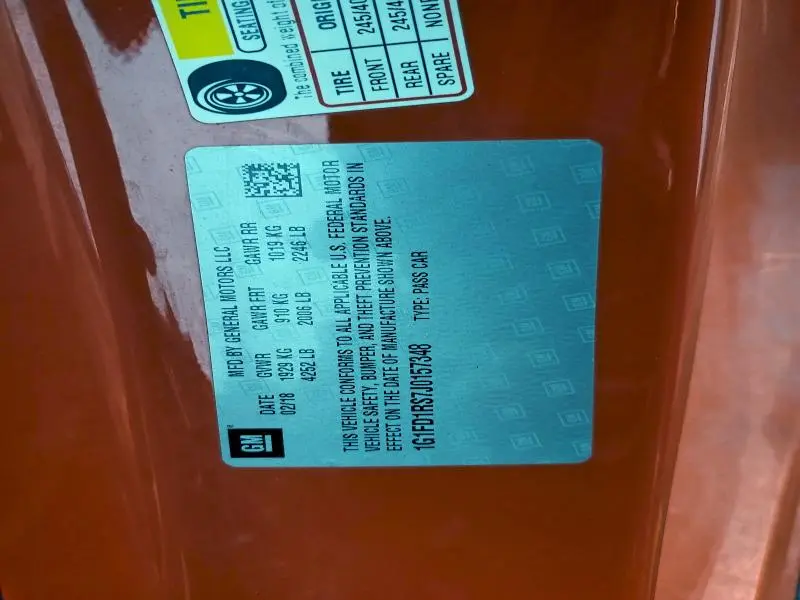 TI
SEATING
The combined weight of
TIRE ORIG
FRONT 245/40
REAR 245/4
SPARE NONE
GM
MFD BY GENERAL MOTORS LLC
DATE GVWR GAWR FRT GAWR RR
02/18 1929 KG 910 KG 1019 KG
4252 LB 2006 LB 2246 LB
THIS VEHICLE CONFORMS TO ALL APPLICABLE U.S. FEDERAL MOTOR
VEHICLE SAFETY, BUMPER, AND THEFT PREVENTION STANDARDS IN
EFFECT ON THE DATE OF MANUFACTURE SHOWN ABOVE.
1G1FD1RS7J0157348 TYPE: PASS CAR